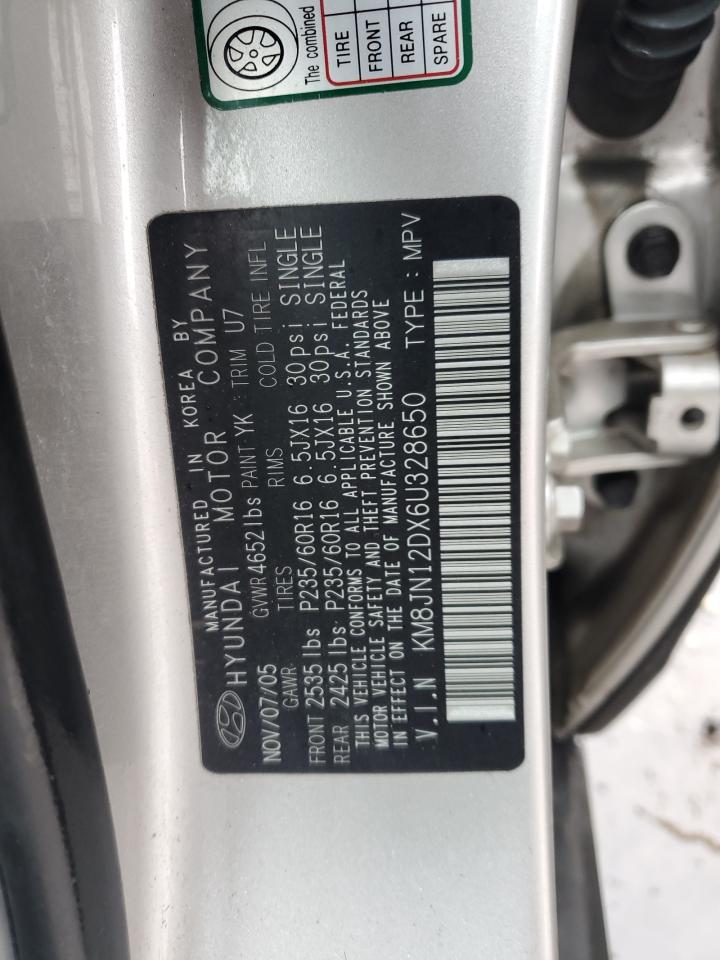 The combined
TIRE
FRONT
REAR
SPARE
MANUFACTURED IN KOREA BY
HYUNDAI MOTOR COMPANY
NOV/07/05 GVWR 4652lbs PAINT YK TRIM U7
GAWR TIRES RIMS COLD TIRE INFL
FRONT 2535 lbs P235/60R16 6.5JX16 30psi SINGLE
REAR 2425 lbs P235/60R16 6.5JX16 30psi SINGLE
THIS VEHICLE CONFORMS TO ALL APPLICABLE U.S.A. FEDERAL
MOTOR VEHICLE SAFETY AND THEFT PREVENTION STANDARDS
IN EFFECT ON THE DATE OF MANUFACTURE SHOWN ABOVE
V.I.N KM8JN12DX6U328650 TYPE : MPV